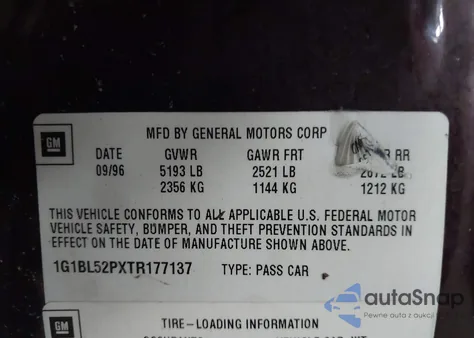 GM
MFD BY GENERAL MOTORS CORP
DATE GVWR GAWR FRT RR
09/96 5193 LB 2521 LB LB
2356 KG 1144 KG 1212 KG
THIS VEHICLE CONFORMS TO ALL APPLICABLE U.S. FEDERAL MOTOR
VEHICLE SAFETY, BUMPER, AND THEFT PREVENTION STANDARDS IN
EFFECT ON THE DATE OF MANUFACTURE SHOWN ABOVE.
1G1BL52PXTR177137 TYPE: PASS CAR
GM
TIRE-LOADING INFORMATION
autoSnap
Pewne auta z aukcji